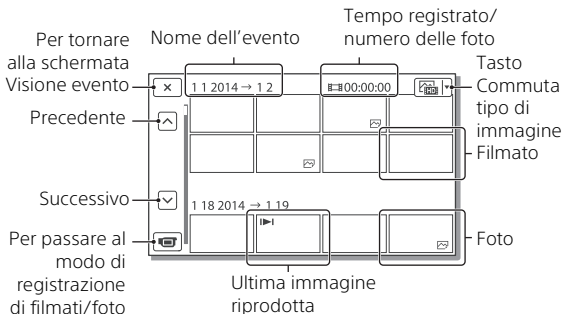 Tempo registrato/
numero delle foto
Nome dell'evento
Per tornare
alla schermata
Visione evento
Tasto
Commuta
tipo di
immagine
1 1 2014 → 1 2
00:00:00
Precedente
Filmato
Successivo
1 18 2014 → 1 19
Foto
Per passare al
modo di
registrazione
di filmati/foto
Ultima immagine
riprodotta